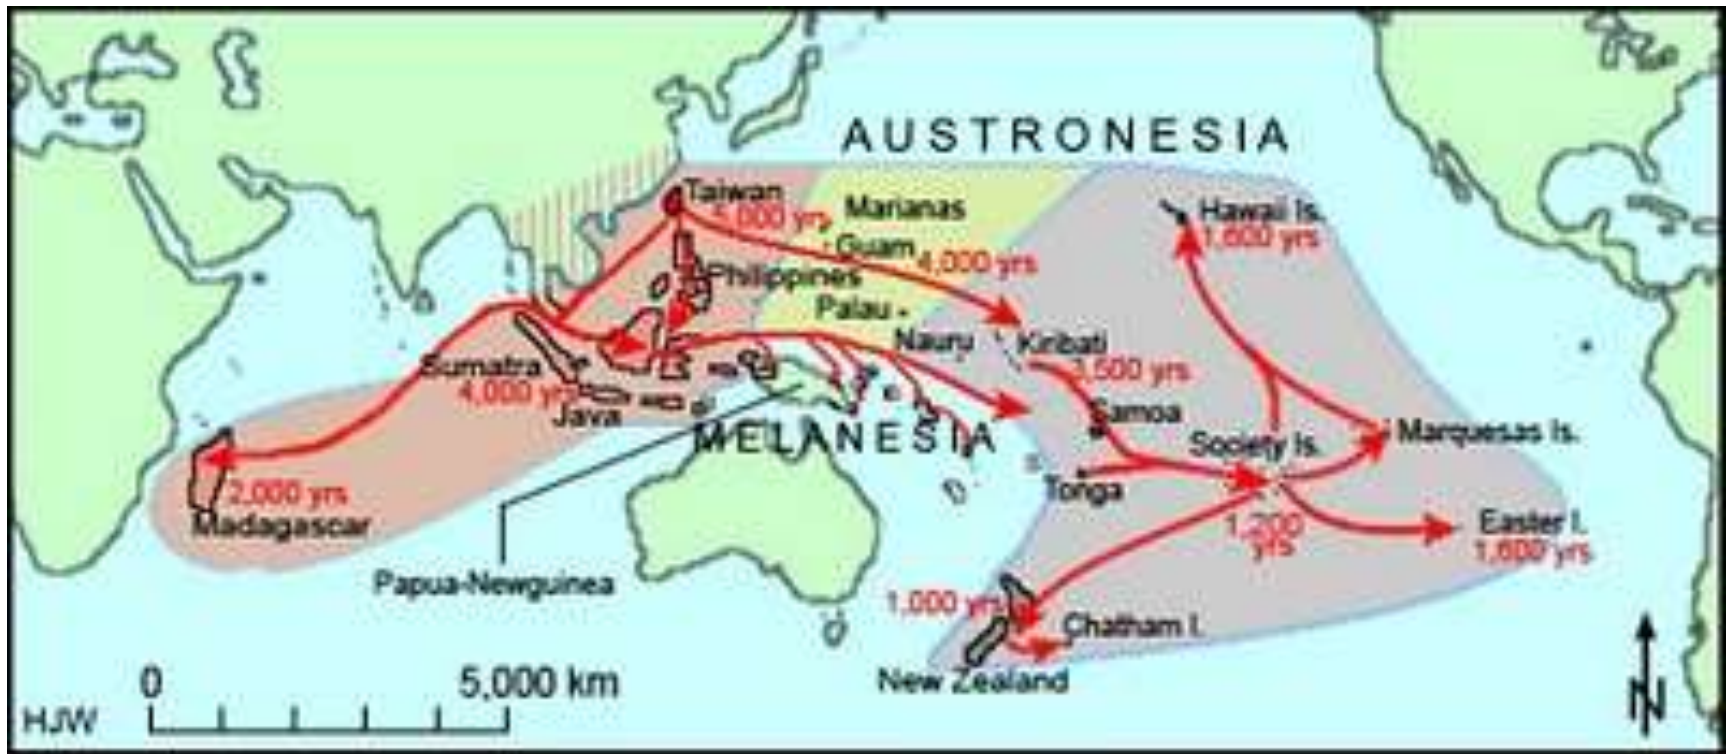 AUSTRONESIA
Taiwan
5,000 yrs
Marianas
Hawaii Is.
1,600 yrs
Guam
4,000 yrs
Philippines
Palau
Nauru
Kiribati
3,500 yrs
Sumatra
4,000 yrs
Java
Samoa
MELANESIA
Society Is.
Marquesas Is.
2,000 yrs
Madagascar
Tonga
1,200
yrs
Easter I.
1,600 yrs
Papua-Newguinea
1,000 yrs
Chatham I.
New Zealand
0
5,000 km
HJW
N